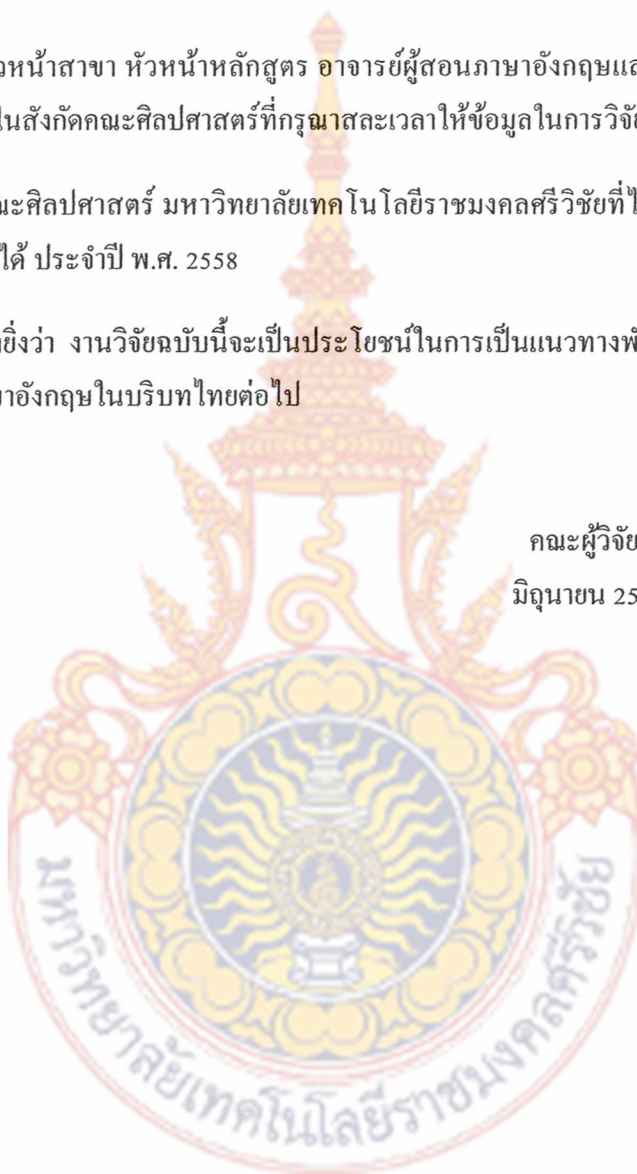 วหน้าสาขา หัวหน้าหลักสูตร อาจารย์ผู้สอนภาษาอังกฤษแล
ในสังกัดคณะศิลปศาสตร์ที่กรุณาสละเวลาให้ข้อมูลในการวิจัย
ณะศิลปศาสตร์ มหาวิทยาลัยเทคโนโลยีราชมงคลศรีวิชัยที่ไ
ได้ ประจำปี พ.ศ. 2558
ยิ่งว่า งานวิจัยฉบับนี้จะเป็นประโยชน์ในการเป็นแนวทางพั
าอังกฤษในบริบทไทยต่อไป
คณะผู้วิจัย
มิถุนายน 25
มหาวิทยาลัยเทคโนโลยีราชมงคลศรีวิชัย